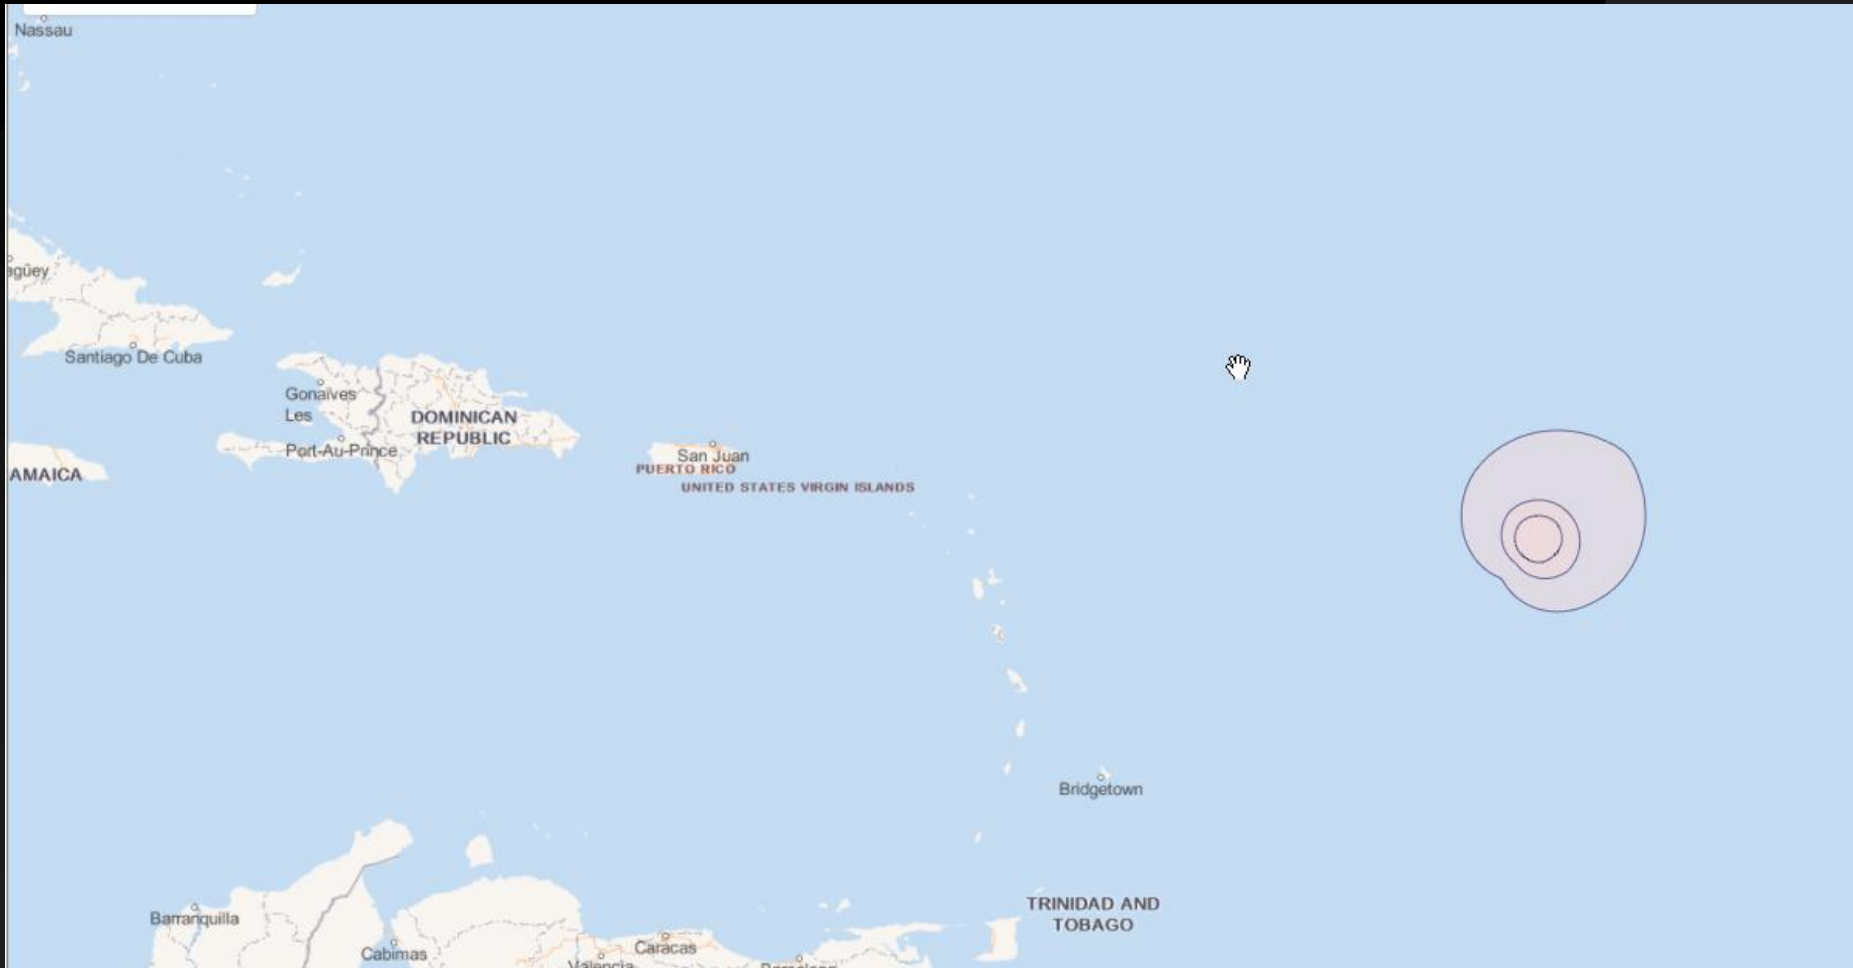 Nassau
agüey
Santiago De Cuba
Gonaives
Les
DOMINICAN
REPUBLIC
Port-Au-Prince
San Juan
PUERTO RICO
AMAICA
UNITED STATES VIRGIN ISLANDS
Bridgetown
TRINIDAD AND
TOBAGO
Barranquilla
Caracas
Cabimas
Valencia